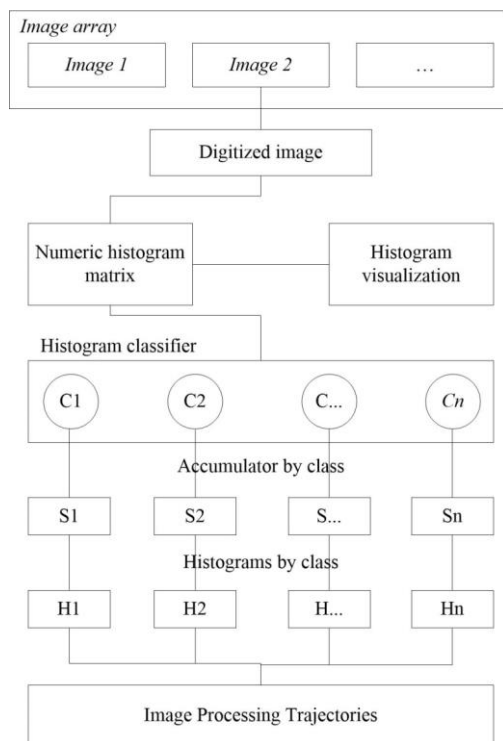 Image array
Image 1 Image 2 …
Digitized image
Numeric histogram
matrix
Histogram
visualization
Histogram classifier
C1 C2 C... Cn
Accumulator by class
S1 S2 S... Sn
Histograms by class
H1 H2 H... Hn
Image Processing Trajectories